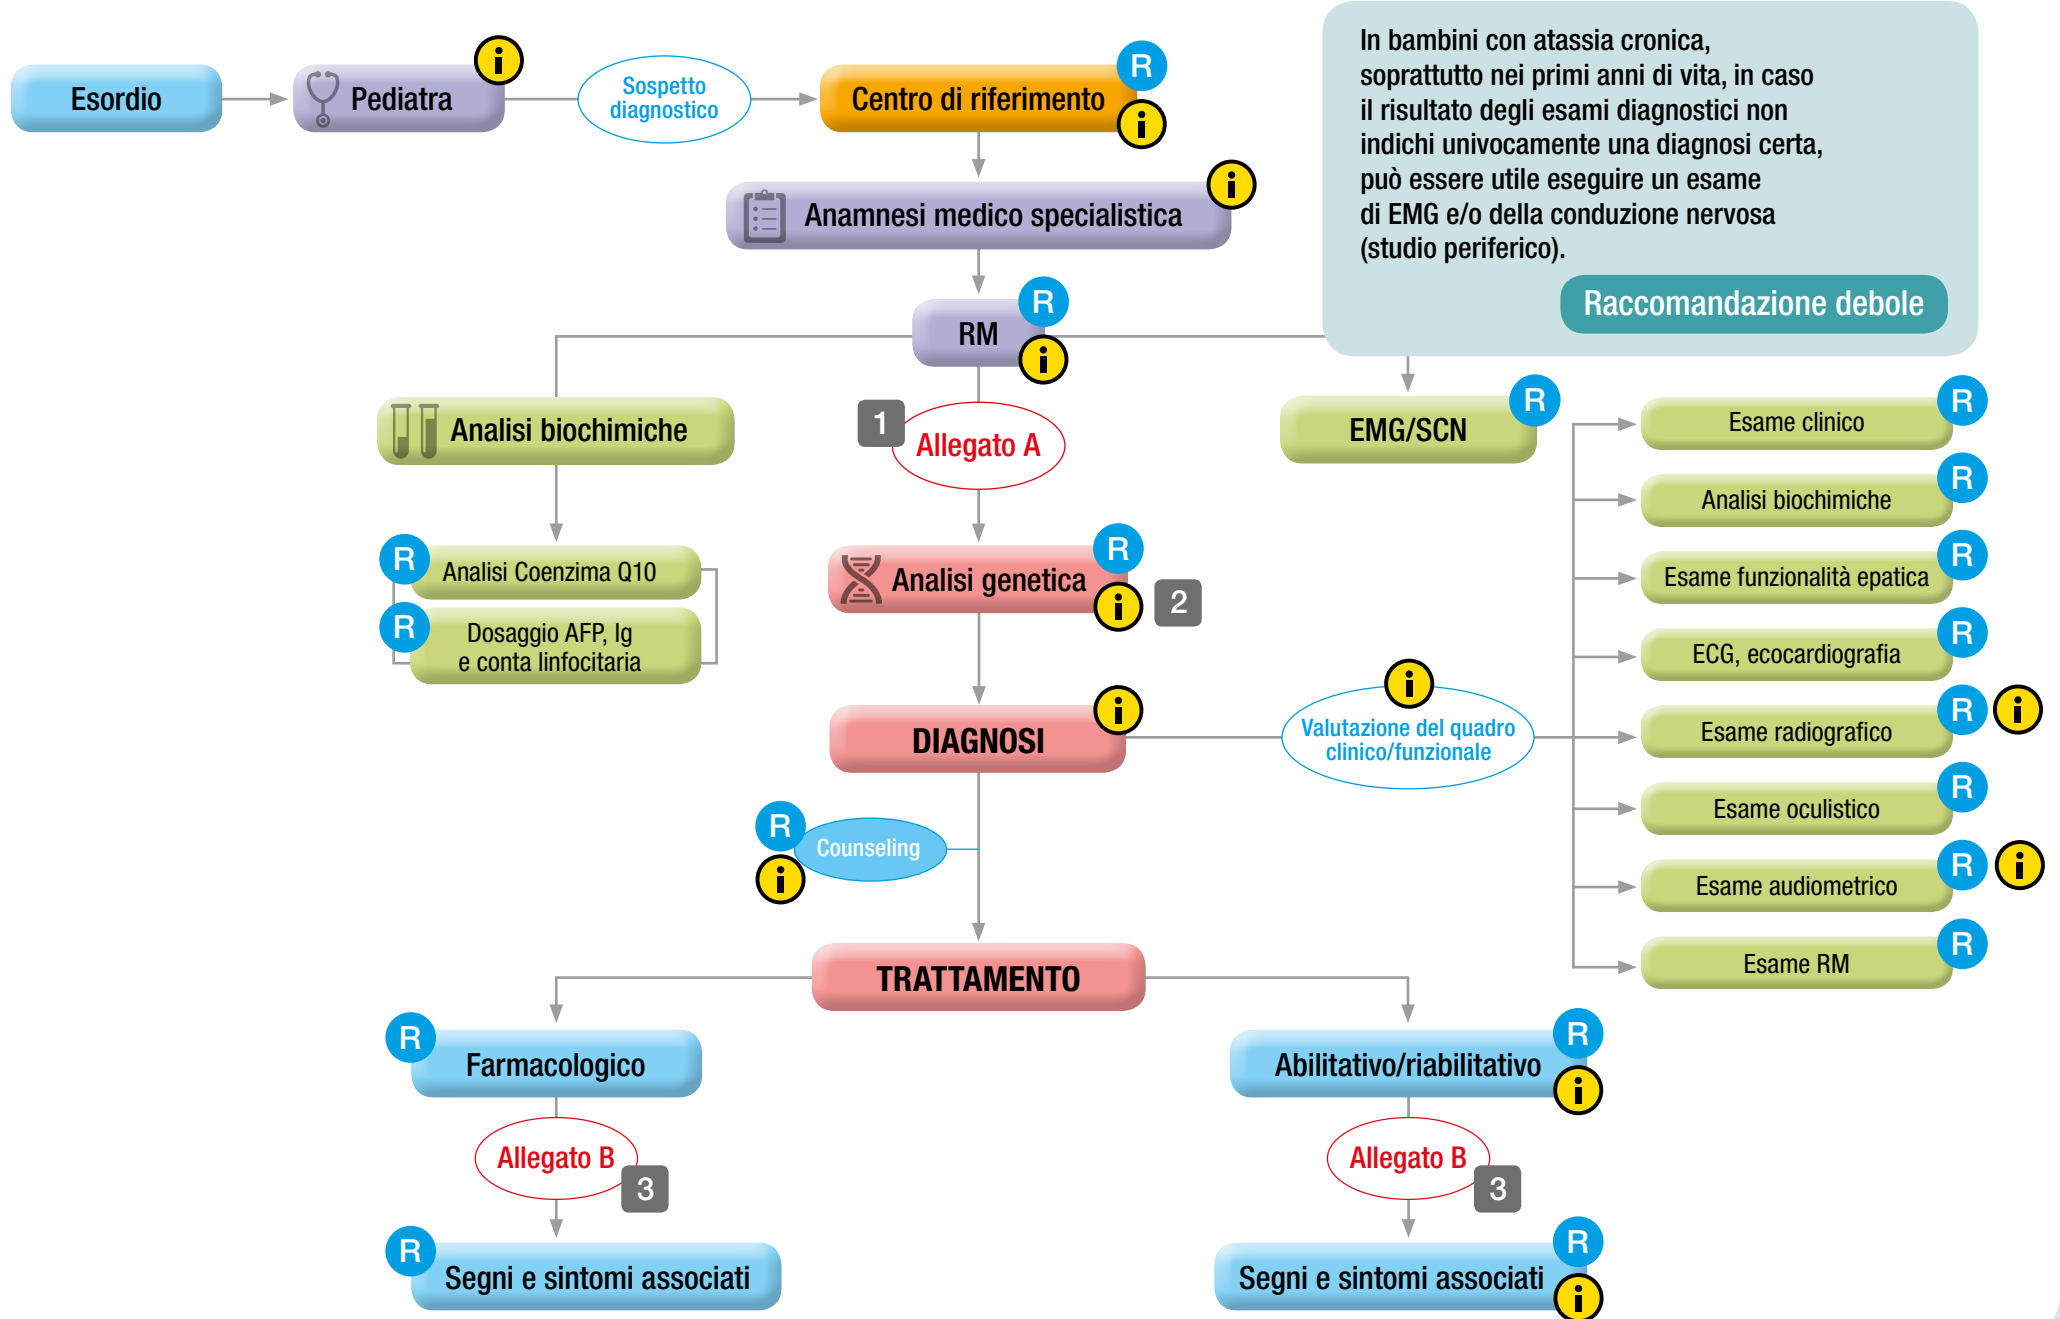 Esordio
Pediatra
i
Sospetto
diagnostico
Centro di riferimento
R
i
In bambini con atassia cronica,
soprattutto nei primi anni di vita, in caso
il risultato degli esami diagnostici non
indichi univocamente una diagnosi certa,
può essere utile eseguire un esame
di EMG e/o della conduzione nervosa
(studio periferico).
Raccomandazione debole
Anamnesi medico specialistica
i
RM
R
i
Analisi biochimiche
1
Allegato A
EMG/SCN
R
R
Analisi Coenzima Q10
R
Dosaggio AFP, Ig
e conta linfocitaria
Analisi genetica
R
i
2
DIAGNOSI
i
i
Valutazione del quadro
clinico/funzionale
Esame clinico
R
Analisi biochimiche
R
Esame funzionalità epatica
R
ECG, ecocardiografia
R
Esame radiografico
R
i
Esame oculistico
R
Esame audiometrico
R
i
Esame RM
R
R
i
Counseling
TRATTAMENTO
R
Farmacologico
Abilitativo/riabilitativo
R
i
Allegato B
3
Allegato B
3
R
Segni e sintomi associati
Segni e sintomi associati
R
i